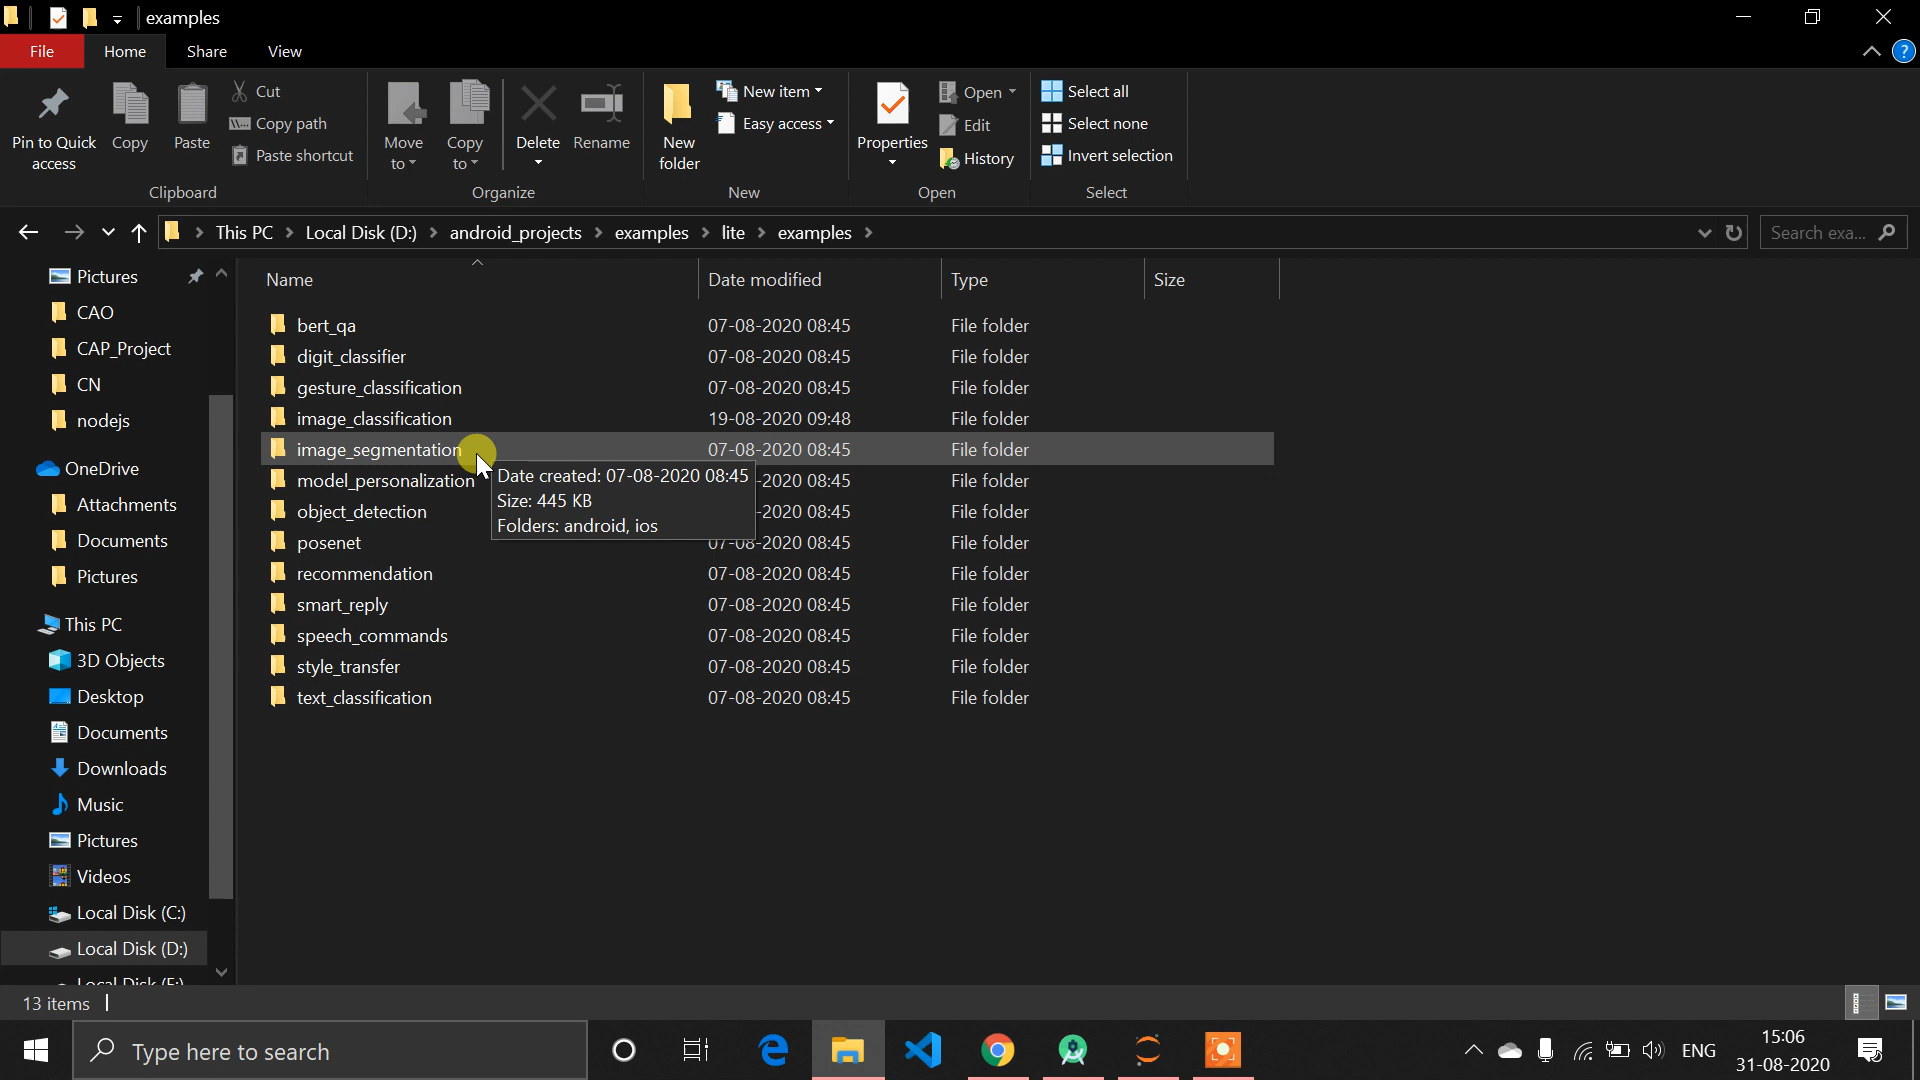 examples
File Home Share View
Pin to Quick access
Copy
Paste
Cut
Copy path
Paste shortcut
Clipboard
Move to
Copy to
Delete
Rename
Organize
New folder
New item
Easy access
New
Properties
Open
Edit
History
Open
Select all
Select none
Invert selection
Select
This PC Local Disk (D:) android_projects examples lite examples
Search exa...
Pictures
CAO
CAP_Project
CN
nodejs
OneDrive
Attachments
Documents
Pictures
This PC
3D Objects
Desktop
Documents
Downloads
Music
Pictures
Videos
Local Disk (C:)
Local Disk (D:)
Name Date modified Type Size
bert_qa 07-08-2020 08:45 File folder
digit_classifier 07-08-2020 08:45 File folder
gesture_classification 07-08-2020 08:45 File folder
image_classification 19-08-2020 09:48 File folder
image_segmentation 07-08-2020 08:45 File folder
model_personalization -08-2020 08:45 File folder
object_detection -08-2020 08:45 File folder
posenet 07-08-2020 08:45 File folder
recommendation 07-08-2020 08:45 File folder
smart_reply 07-08-2020 08:45 File folder
speech_commands 07-08-2020 08:45 File folder
style_transfer 07-08-2020 08:45 File folder
text_classification 07-08-2020 08:45 File folder
Date created: 07-08-2020 08:45
Size: 445 KB
Folders: android, ios
13 items
Type here to search
ENG
15:06
31-08-2020